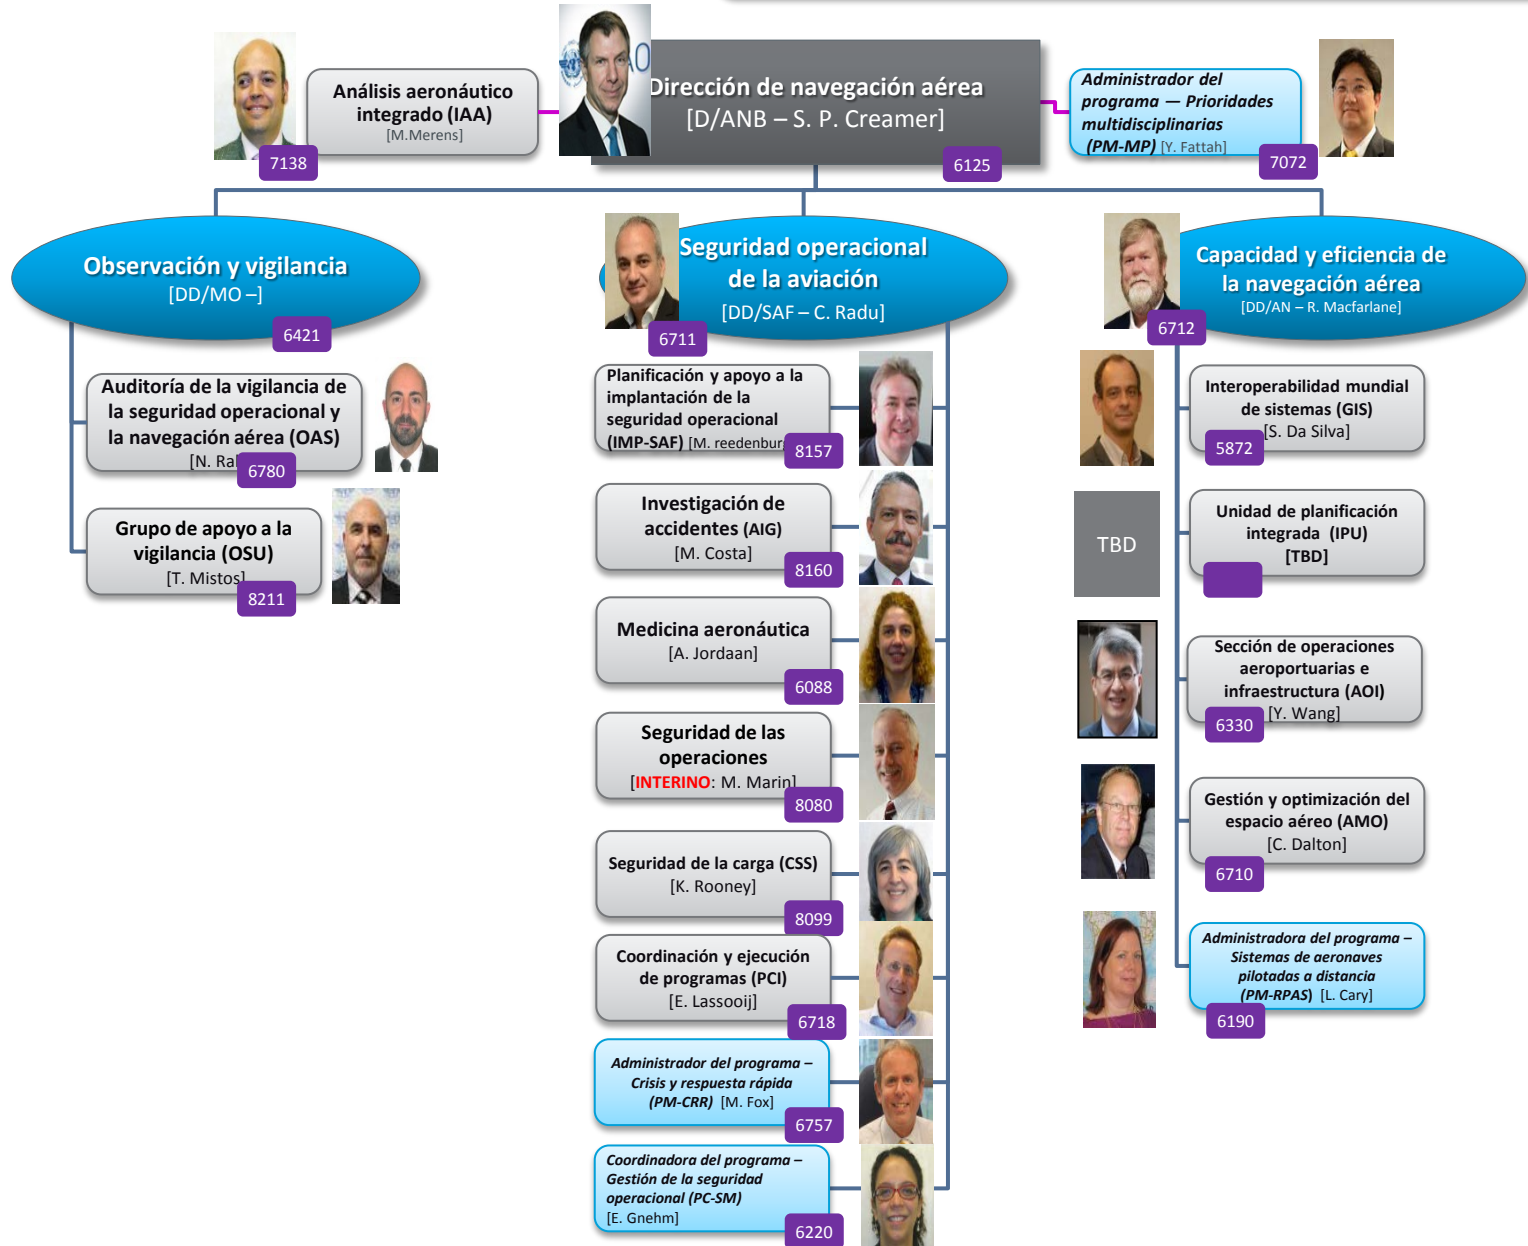 Análisis aeronáutico
integrado (IAA)
[M.Merens]
7138
AO
Dirección de navegación aérea
[D/ANB – S. P. Creamer]
6125
Administrador del
programa — Prioridades
multidisciplinarias
(PM-MP) [Y. Fattah]
7072
Observación y vigilancia
[DD/MO –]
6421
Auditoría de la vigilancia de
la seguridad operacional y
la navegación aérea (OAS)
[N. Ral
6780
Grupo de apoyo a la
vigilancia (OSU)
[T. Mistos]
8211
Seguridad operacional
de la aviación
[DD/SAF – C. Radu]
6711
Planificación y apoyo a la
implantación de la
seguridad operacional
(IMP-SAF) [M. reedenburg
8157
Investigación de
accidentes (AIG)
[M. Costa]
8160
Medicina aeronáutica
[A. Jordaan]
6088
Seguridad de las
operaciones
[INTERINO: M. Marin]
8080
Seguridad de la carga (CSS)
[K. Rooney]
8099
Coordinación y ejecución
de programas (PCI)
[E. Lassooij]
6718
Administrador del programa –
Crisis y respuesta rápida
(PM-CRR) [M. Fox]
6757
Coordinadora del programa –
Gestión de la seguridad
operacional (PC-SM)
[E. Gnehm]
6220
Capacidad y eficiencia de
la navegación aérea
[DD/AN – R. Macfarlane]
6712
Interoperabilidad mundial
de sistemas (GIS)
[S. Da Silva]
5872
TBD
Unidad de planificación
integrada (IPU)
[TBD]
Sección de operaciones
aeroportuarias e
infraestructura (AOI)
[Y. Wang]
6330
Gestión y optimización del
espacio aéreo (AMO)
[C. Dalton]
6710
Administradora del programa –
Sistemas de aeronaves
pilotadas a distancia
(PM-RPAS) [L. Cary]
6190